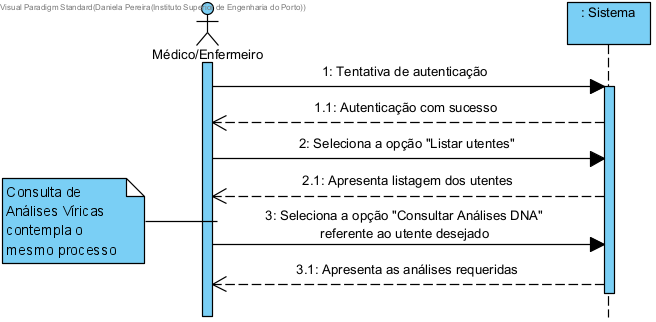 Visual Paradigm Standard(Daniela Pereira(Instituto Superior de Engenharia do Porto))
: Sistema
Médico/Enfermeiro
1: Tentativa de autenticação
1.1: Autenticação com sucesso
2: Seleciona a opção "Listar utentes"
2.1: Apresenta listagem dos utentes
Consulta de
Análises Víricas
contempla o
mesmo processo
3: Seleciona a opção "Consultar Análises DNA"
referente ao utente desejado
3.1: Apresenta as análises requeridas